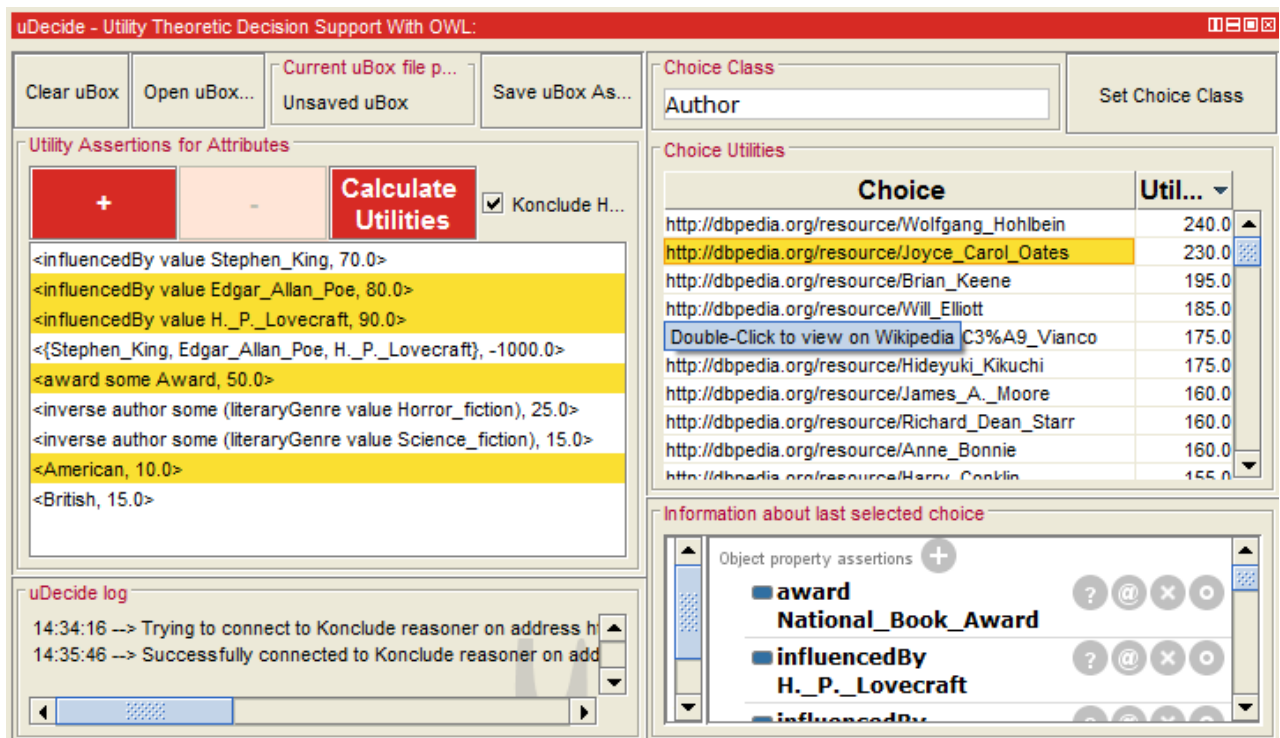 uDecide - Utility Theoretic Decision Support With OWL:
Clear uBox
Open uBox...
Current uBox file p...
Unsaved uBox
Save uBox As...
Utility Assertions for Attributes
+
-
Calculate
Utilities
Konclude H...
<influencedBy value Stephen_King, 70.0>
<influencedBy value Edgar_Allan_Poe, 80.0>
<influencedBy value H._P._Lovecraft, 90.0>
<{Stephen_King, Edgar_Allan_Poe, H._P._Lovecraft}, -1000.0>
<award some Award, 50.0>
<inverse author some (literaryGenre value Horror_fiction), 25.0>
<inverse author some (literaryGenre value Science_fiction), 15.0>
<American, 10.0>
<British, 15.0>
uDecide log
14:34:16 --> Trying to connect to Konclude reasoner on address
14:35:46 --> Successfully connected to Konclude reasoner on add
Choice Class
Author
Set Choice Class
Choice Utilities
Choice Util...
http://dbpedia.org/resource/Wolfgang_Hohlbein 240.0
http://dbpedia.org/resource/Joyce_Carol_Oates 230.0
http://dbpedia.org/resource/Brian_Keene 195.0
http://dbpedia.org/resource/Will_Elliott 185.0
Double-Click to view on Wikipedia C3%A9_Vianco 175.0
http://dbpedia.org/resource/Hideyuki_Kikuchi 175.0
http://dbpedia.org/resource/James_A._Moore 160.0
http://dbpedia.org/resource/Richard_Dean_Starr 160.0
http://dbpedia.org/resource/Anne_Bonnie 160.0
http://dbpedia.org/resource/Harry_Conklin 155.0
Information about last selected choice
Object property assertions +
award ? @ × o
National_Book_Award
influencedBy ? @ × o
H._P._Lovecraft
influencedBy